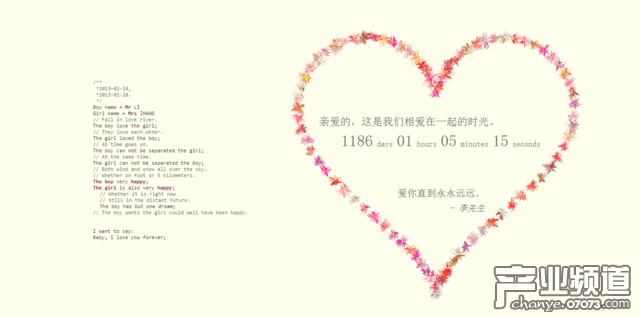 /**
*2013-02-14,
*2013-02-28.
*/
Boy name = Mr LI
Girl name = Mrs ZHANG
// Fall in love river.
The boy love the girl;
// They love each other.
The girl loved the boy;
// AS time goes on.
The boy can not be separated the girl;
// At the same time.
The girl can not be separated the boy;
// Both wind and snow all over the sky.
// Whether on foot or 5 kilometers.
The boy very happy;
The girl is also very happy;
// Whether it is right now
// Still in the distant future.
The boy has but one dream;
// The boy wants the girl could well have been happy.
I want to say:
Baby, I love you forever;
亲爱的，这是我们相爱在一起的时光。
1186 days 01 hours 05 minutes 15 seconds
爱你直到永永远远。
- 李先生
产业频道
chanye.07073.com